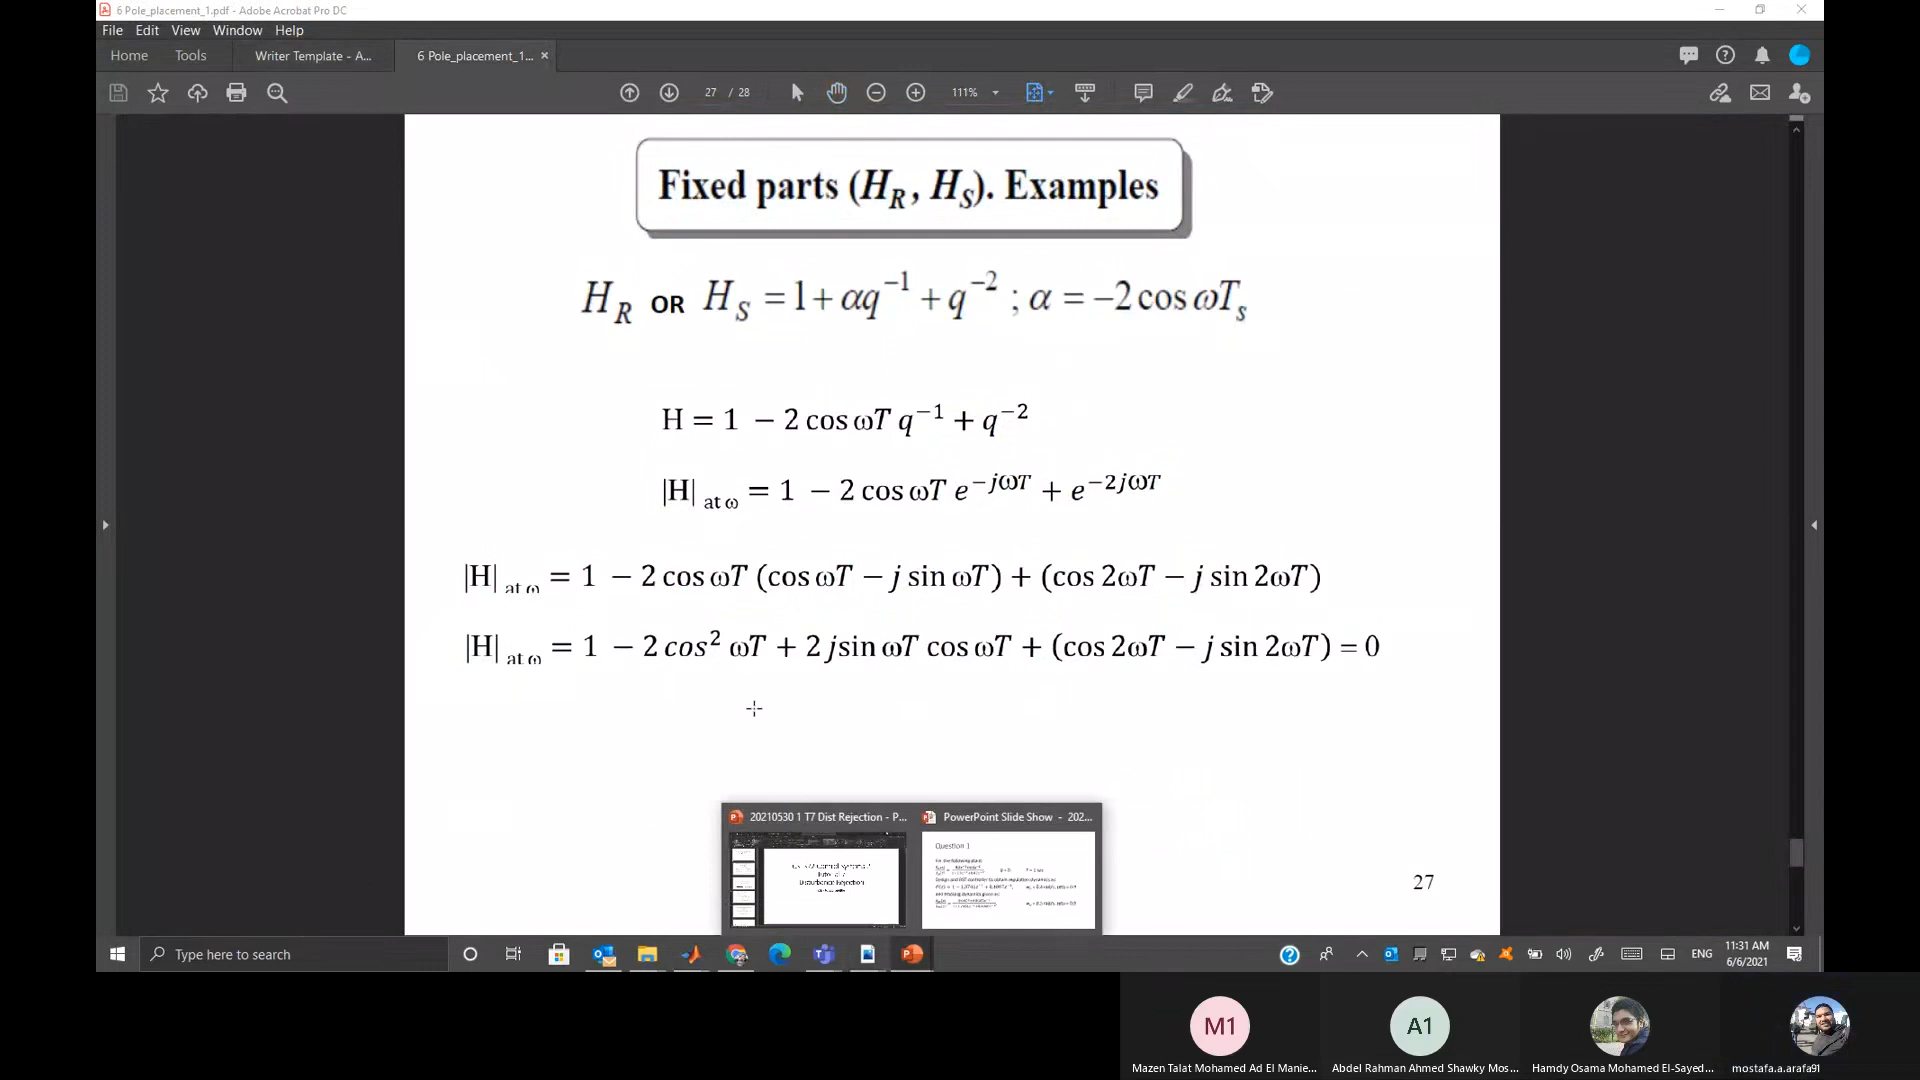 6 Pole_placement_1.pdf - Adobe Acrobat Pro DC
File Edit View Window Help
Home Tools Writer Template - A... 6 Pole_placement_1... ×
27 / 28 111%
Fixed parts (H_R, H_S). Examples
H_R OR H_S = 1 + αq^{-1} + q^{-2} ; α = −2 cos ωT_s
H = 1 − 2 cos ωT q^{−1} + q^{−2}
|H| at ω = 1 − 2 cos ωT e^{−jωT} + e^{−2jωT}
|H| at ω = 1 − 2 cos ωT (cos ωT − j sin ωT) + (cos 2ωT − j sin 2ωT)
|H| at ω = 1 − 2 cos² ωT + 2 jsin ωT cos ωT + (cos 2ωT − j sin 2ωT) = 0
20210530 1 T7 Dist Rejection - P... PowerPoint Slide Show - 202...
Question 1
Disturbance Rejection
27
Type here to search
ENG
11:31 AM
6/6/2021
M1 A1
Mazen Talat Mohamed Ad El Manie... Abdel Rahman Ahmed Shawky Mos... Hamdy Osama Mohamed El-Sayed... mostafa.a.arafa91